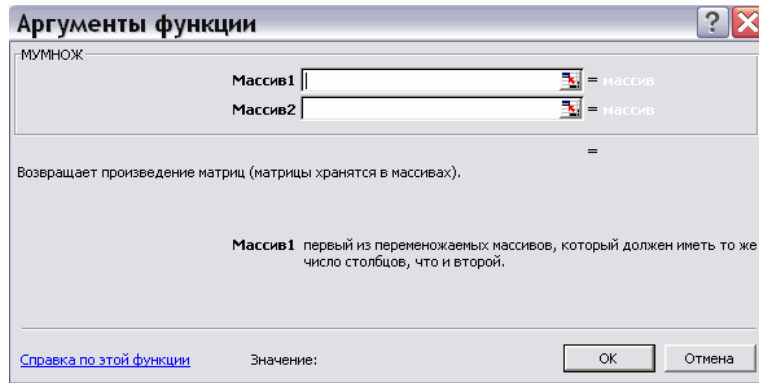 Аргументы функции
МУМНОЖ
Массив1 = массив
Массив2 = массив
=
Возвращает произведение матриц (матрицы хранятся в массивах).
Массив1 первый из перемножаемых массивов, который должен иметь то же
число столбцов, что и второй.
Справка по этой функции Значение: ОК Отмена